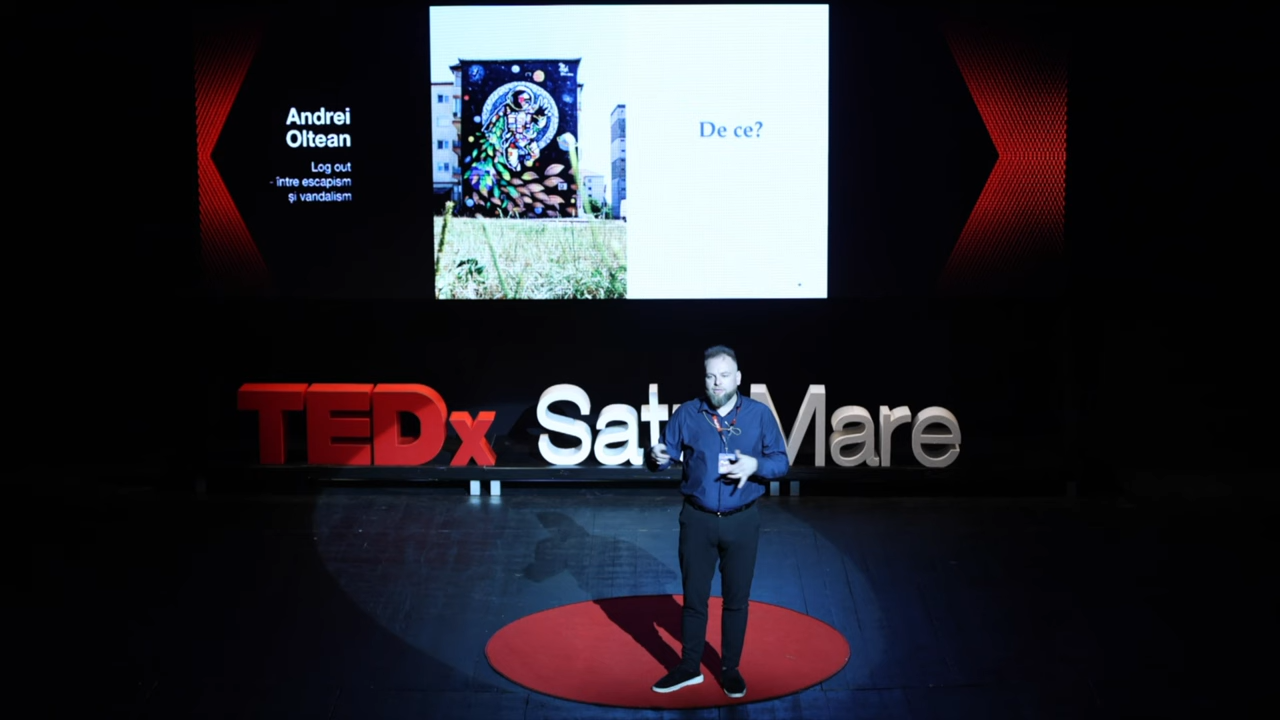 Andrei
Oltean
Log out
- între escapism
și vandalism
De ce?
TEDx Mare